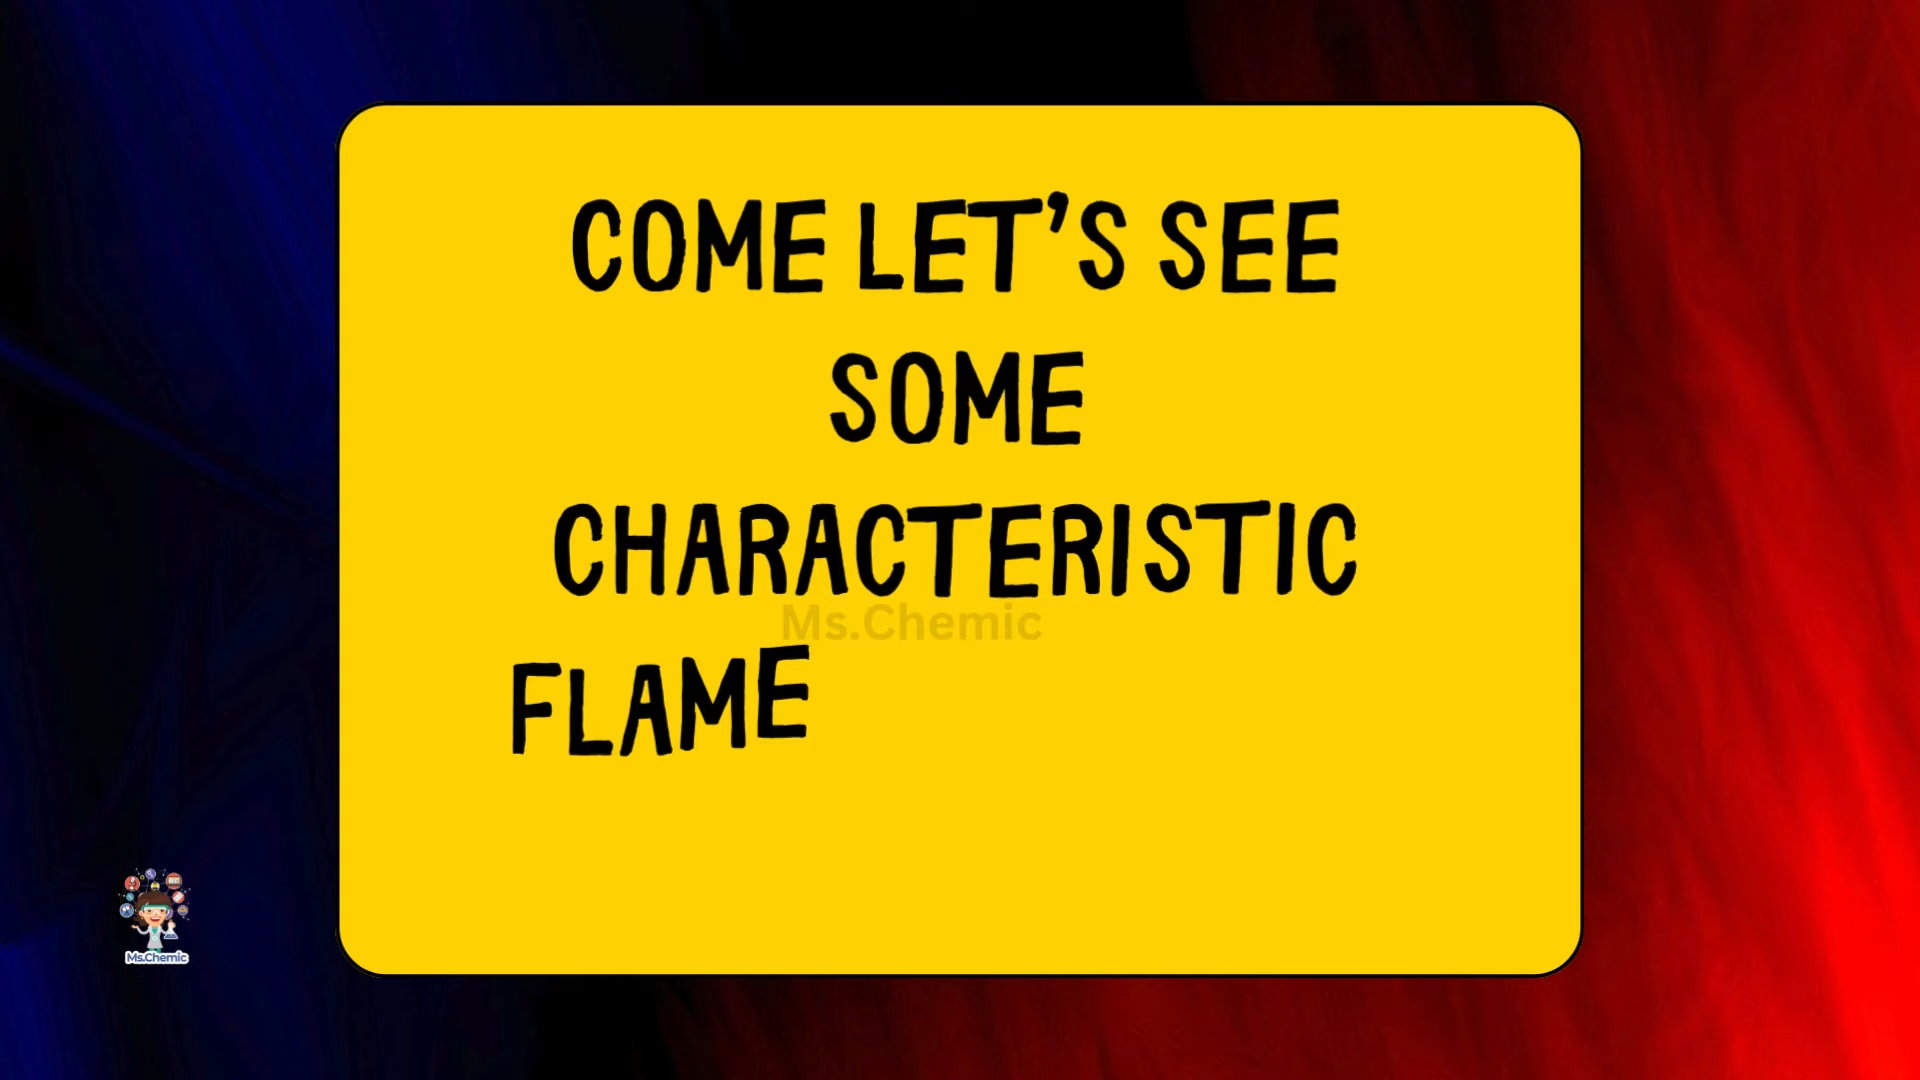 COME LET'S SEE
SOME
CHARACTERISTIC
Ms.Chemic
FLAME
Ms.Chemic